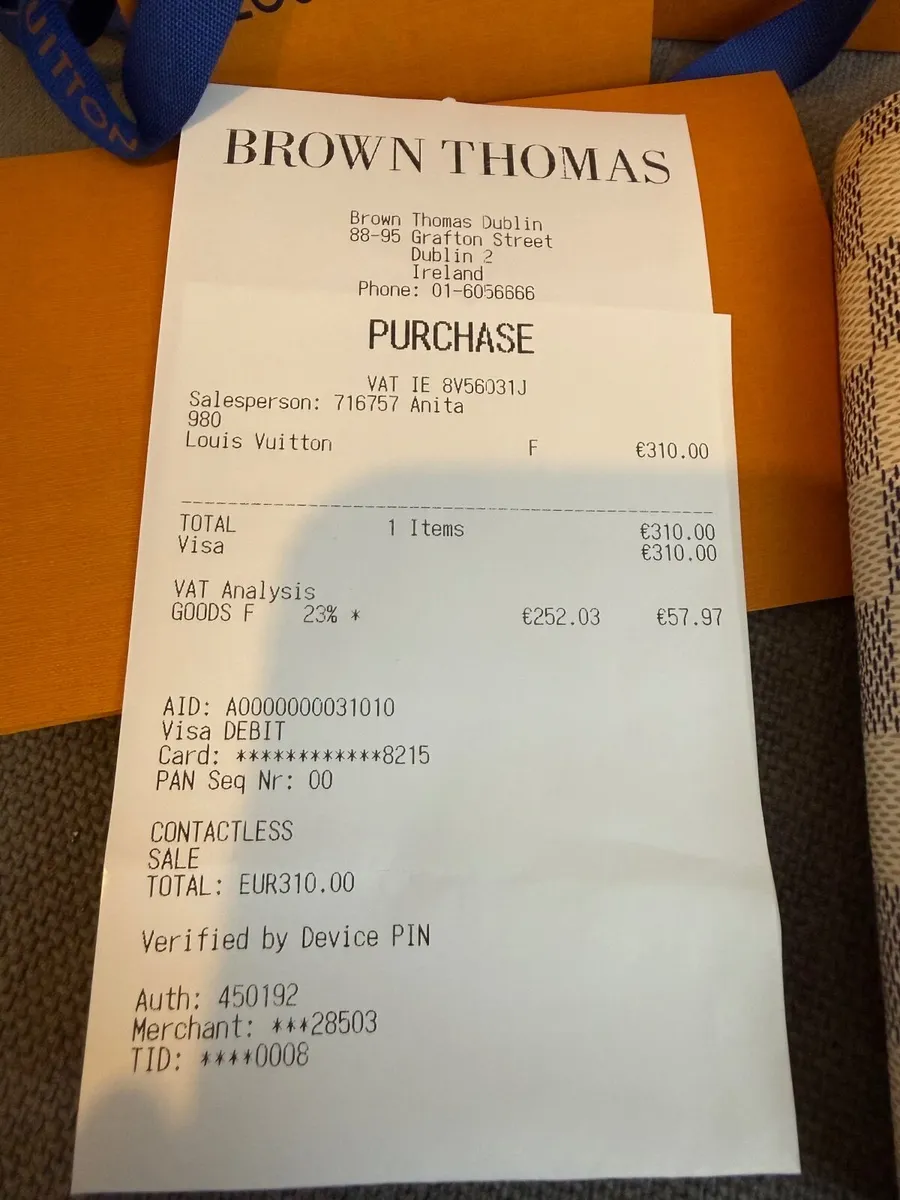 UITTON
BROWN THOMAS
Brown Thomas Dublin
88-95 Grafton Street
Dublin 2
Ireland
Phone: 01-6056666
PURCHASE
VAT IE 8V56031J
Salesperson: 716757 Anita
980
Louis Vuitton F €310.00
TOTAL 1 Items €310.00
Visa €310.00
VAT Analysis
GOODS F 23% * €252.03 €57.97
AID: A0000000031010
Visa DEBIT
Card: ************8215
PAN Seq Nr: 00
CONTACTLESS
SALE
TOTAL: EUR310.00
Verified by Device PIN
Auth: 450192
Merchant: ***28503
TID: ****0008